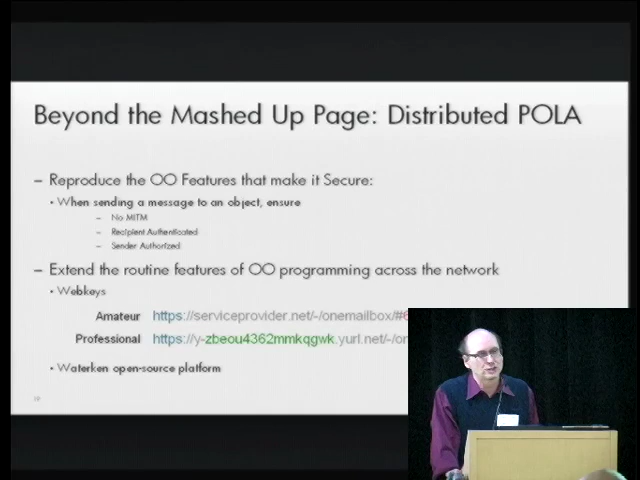 Beyond the Mashed Up Page: Distributed POLA
– Reproduce the OO Features that make it Secure:
• When sending a message to an object, ensure
– No MITM
– Recipient Authenticated
– Sender Authorized
– Extend the routine features of OO programming across the network
• Webkeys
Amateur https://serviceprovider.net/-/onemailbox/#
Professional https://y-zbeou4362mmkqgwk.yurl.net/-/on
• Waterken open-source platform